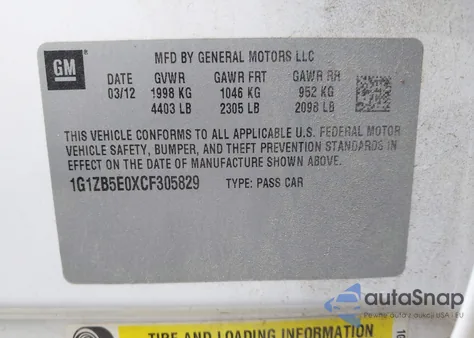 GM
MFD BY GENERAL MOTORS LLC
DATE GVWR GAWR FRT GAWR RR
03/12 1998 KG 1046 KG 952 KG
4403 LB 2305 LB 2098 LB
THIS VEHICLE CONFORMS TO ALL APPLICABLE U.S. FEDERAL MOTOR
VEHICLE SAFETY, BUMPER, AND THEFT PREVENTION STANDARDS
IN EFFECT ON THE DATE OF MANUFACTURE SHOWN ABOVE.
1G1ZB5E0XCF305829 TYPE: PASS CAR
autoSnap
TIRE AND LOADING INFORMATION